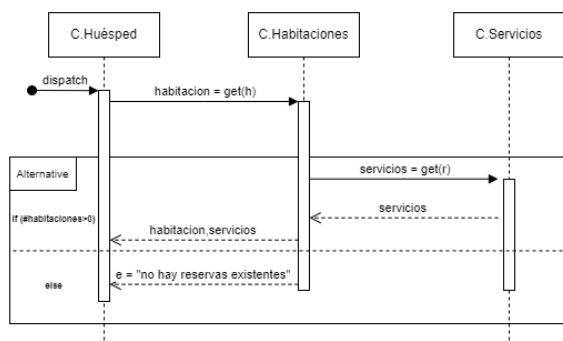 C.Huésped
C.Habitaciones
C.Servicios
dispatch
habitacion = get(h)
Alternative
servicios = get(r)
servicios
if (#habitaciones>0)
habitacion,servicios
e = "no hay reservas existentes"
else